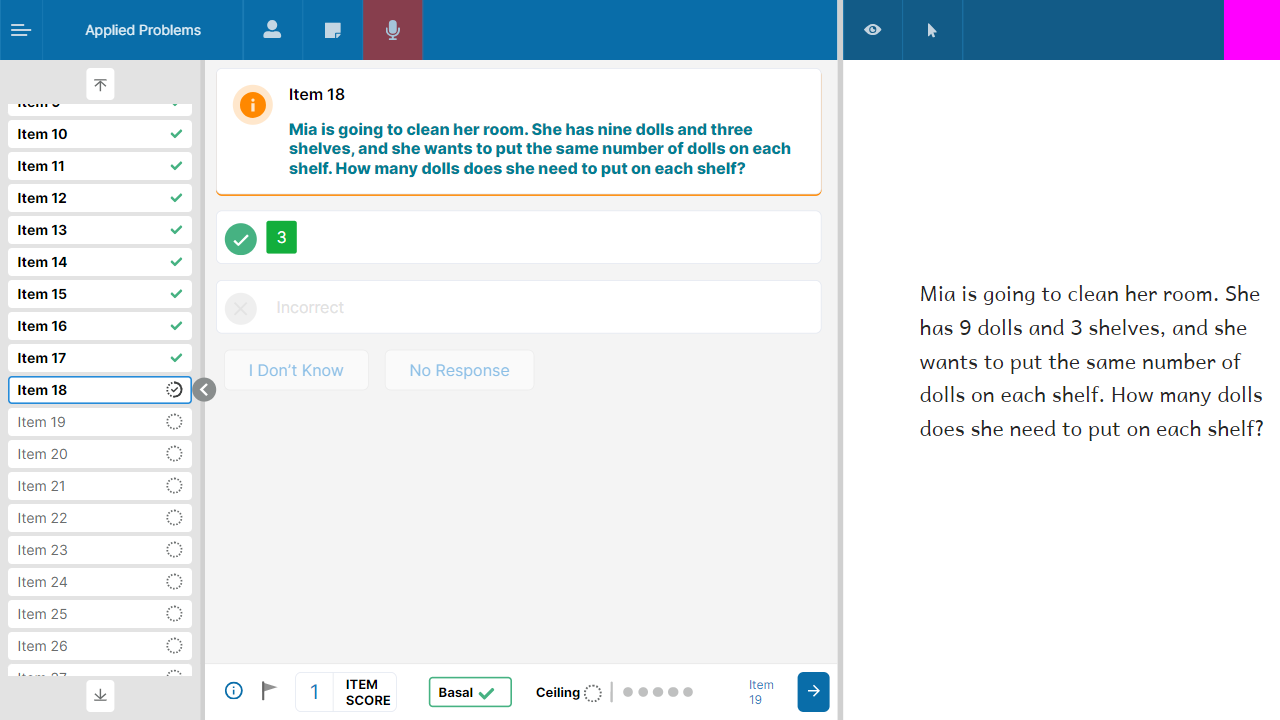 Applied Problems
Item 10
Item 11
Item 12
Item 13
Item 14
Item 15
Item 16
Item 17
Item 18
Item 19
Item 20
Item 21
Item 22
Item 23
Item 24
Item 25
Item 26
Item 18
Mia is going to clean her room. She has nine dolls and three
shelves, and she wants to put the same number of dolls on each
shelf. How many dolls does she need to put on each shelf?
3
Incorrect
I Don't Know
No Response
1
ITEM
SCORE
Basal
Ceiling
Item
19
Mia is going to clean her room. She
has 9 dolls and 3 shelves, and she
wants to put the same number of
dolls on each shelf. How many dolls
does she need to put on each shelf?